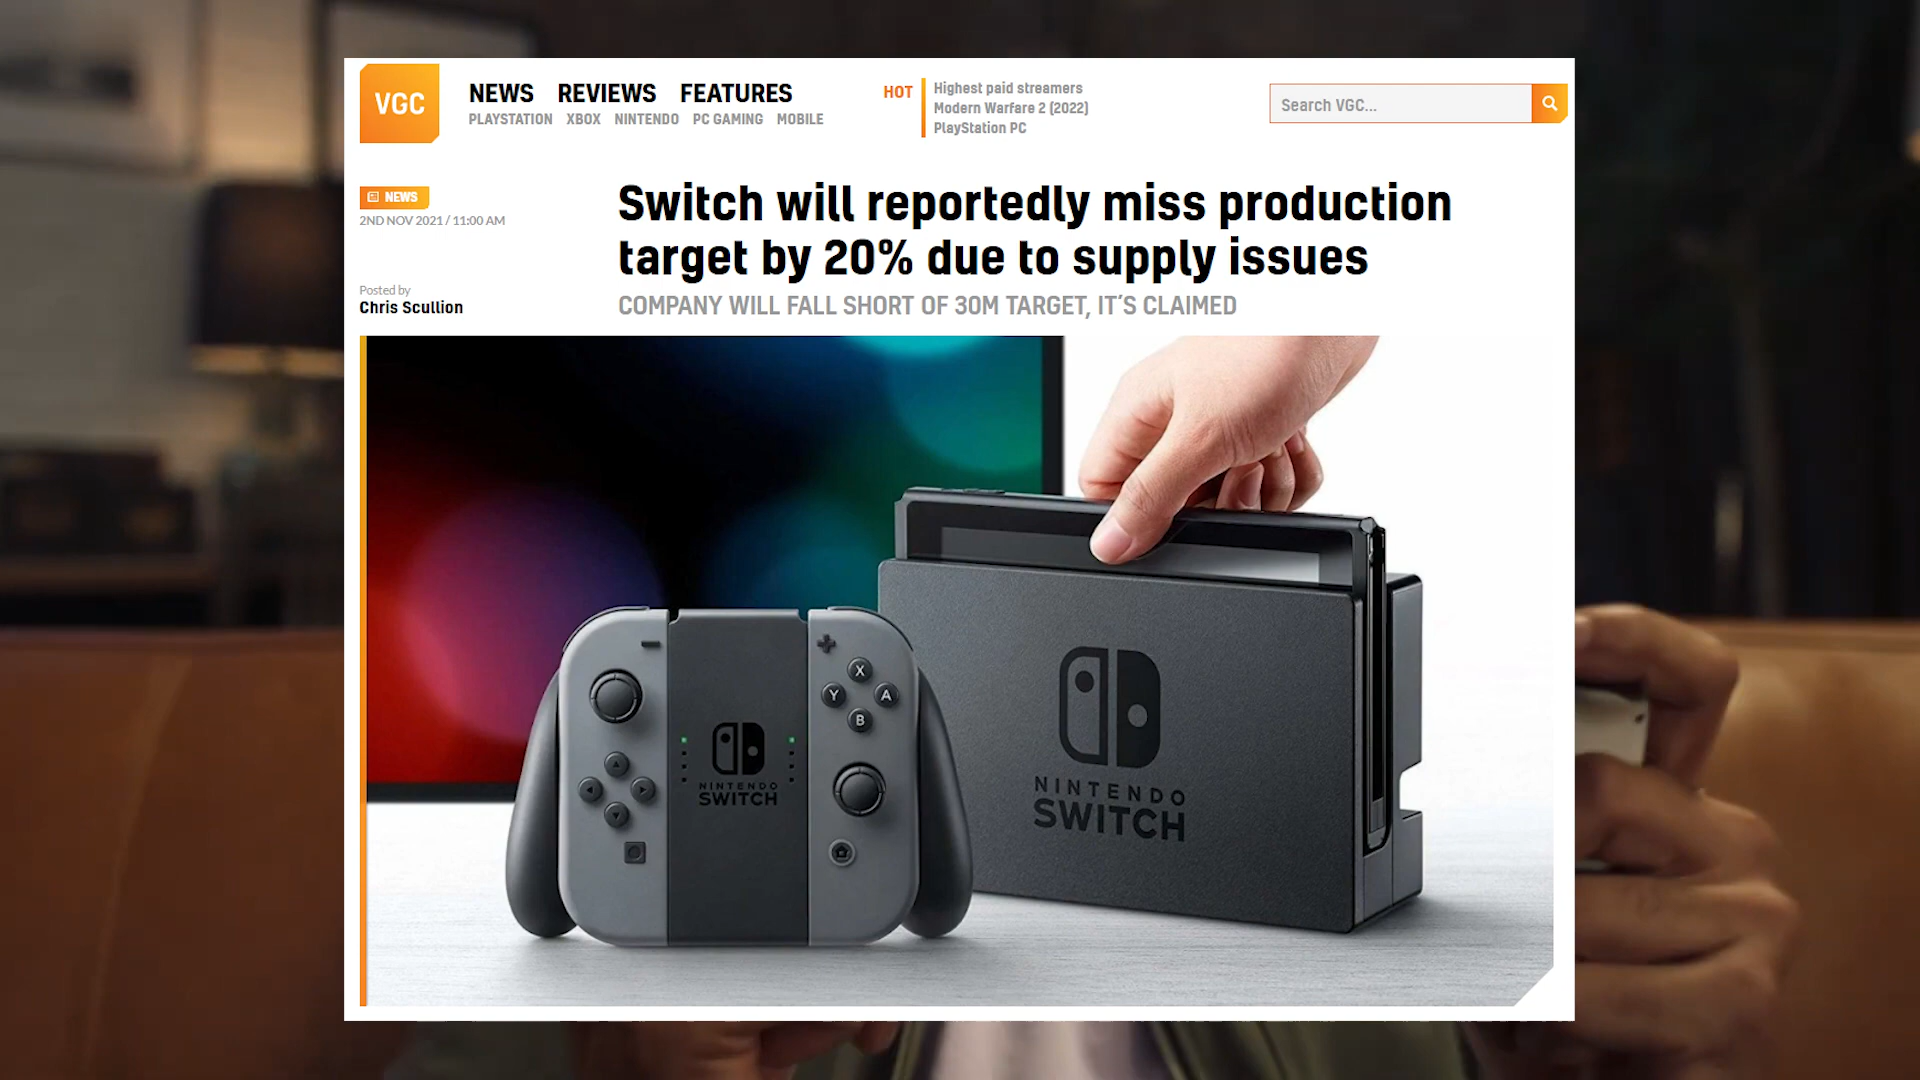 VGC
NEWS REVIEWS FEATURES
PLAYSTATION XBOX NINTENDO PC GAMING MOBILE
HOT
Highest paid streamers
Modern Warfare 2 (2022)
PlayStation PC
Search VGC...
NEWS
2ND NOV 2021 / 11:00 AM
Posted by
Chris Scullion
Switch will reportedly miss production
target by 20% due to supply issues
COMPANY WILL FALL SHORT OF 30M TARGET, IT'S CLAIMED
X
Y A
B
NINTENDO
SWITCH
NINTENDO
SWITCH